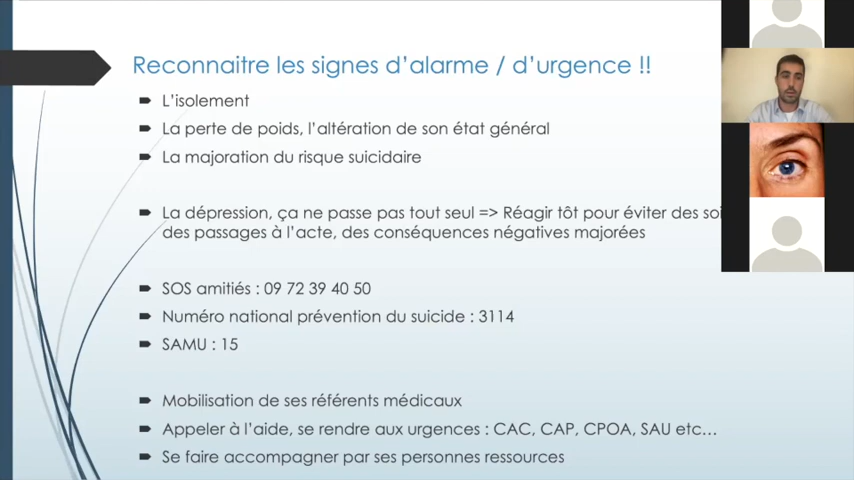 Reconnaitre les signes d'alarme / d'urgence !!
L'isolement
La perte de poids, l'altération de son état général
La majoration du risque suicidaire
La dépression, ça ne passe pas tout seul => Réagir tôt pour éviter des
des passages à l'acte, des conséquences négatives majorées
SOS amitiés : 09 72 39 40 50
Numéro national prévention du suicide : 3114
SAMU : 15
Mobilisation de ses référents médicaux
Appeler à l'aide, se rendre aux urgences : CAC, CAP, CPOA, SAU etc…
Se faire accompagner par ses personnes ressources